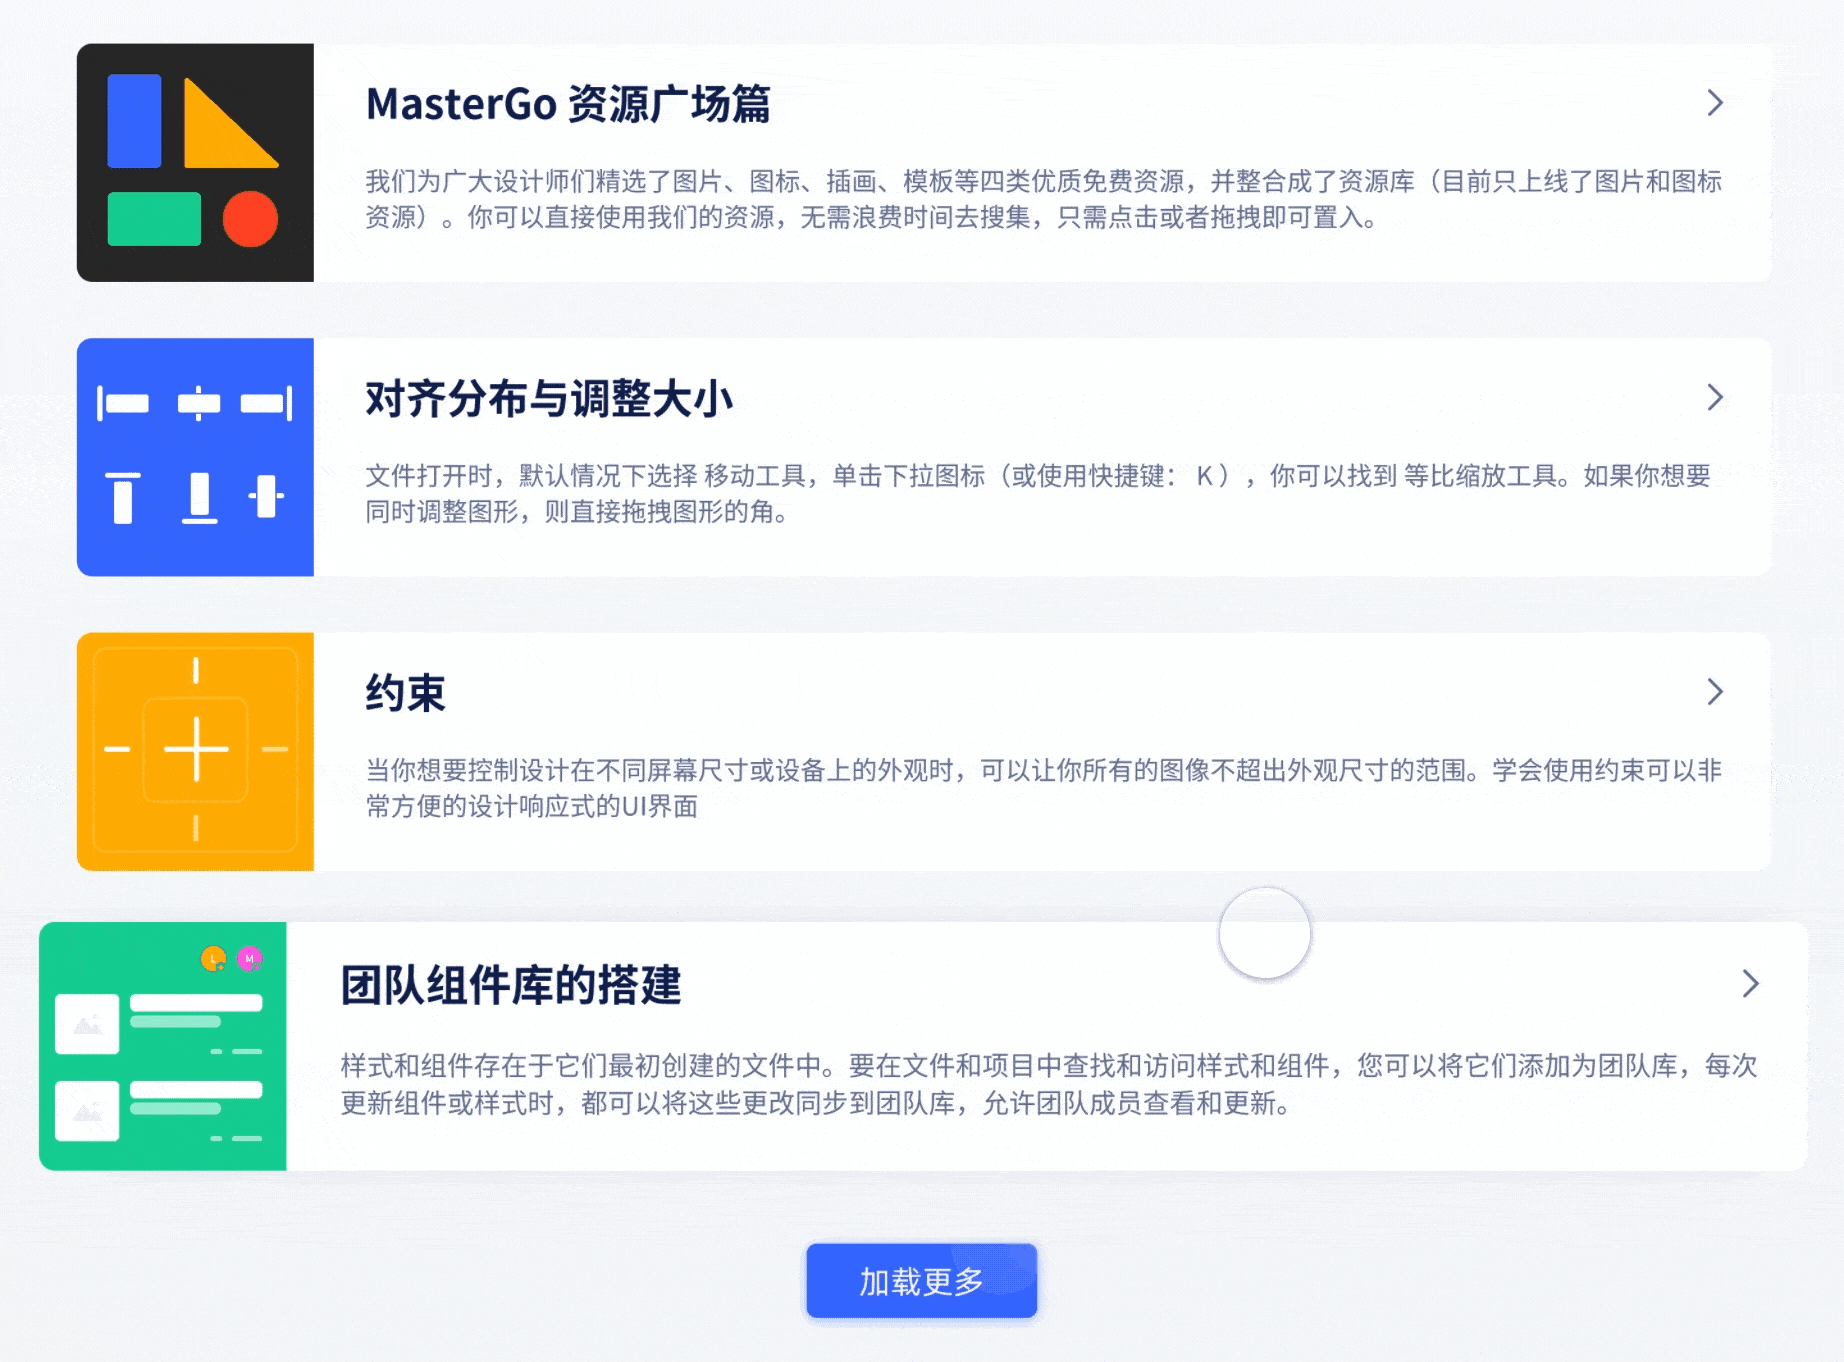 MasterGo 资源广场篇
我们为广大设计师们精选了图片、图标、插画、模板等四类优质免费资源，并整合成了资源库（目前只上线了图片和图标
资源）。你可以直接使用我们的资源，无需浪费时间去搜集，只需点击或者拖拽即可置入。
对齐分布与调整大小
文件打开时，默认情况下选择 移动工具，单击下拉图标（或使用快捷键： K ），你可以找到 等比缩放工具。如果你想要
同时调整图形，则直接拖拽图形的角。
约束
当你想要控制设计在不同屏幕尺寸或设备上的外观时，可以让你所有的图像不超出外观尺寸的范围。学会使用约束可以非
常方便的设计响应式的UI界面
L M
团队组件库的搭建
样式和组件存在于它们最初创建的文件中。要在文件和项目中查找和访问样式和组件，您可以将它们添加为团队库，每次
更新组件或样式时，都可以将这些更改同步到团队库，允许团队成员查看和更新。
加载更多